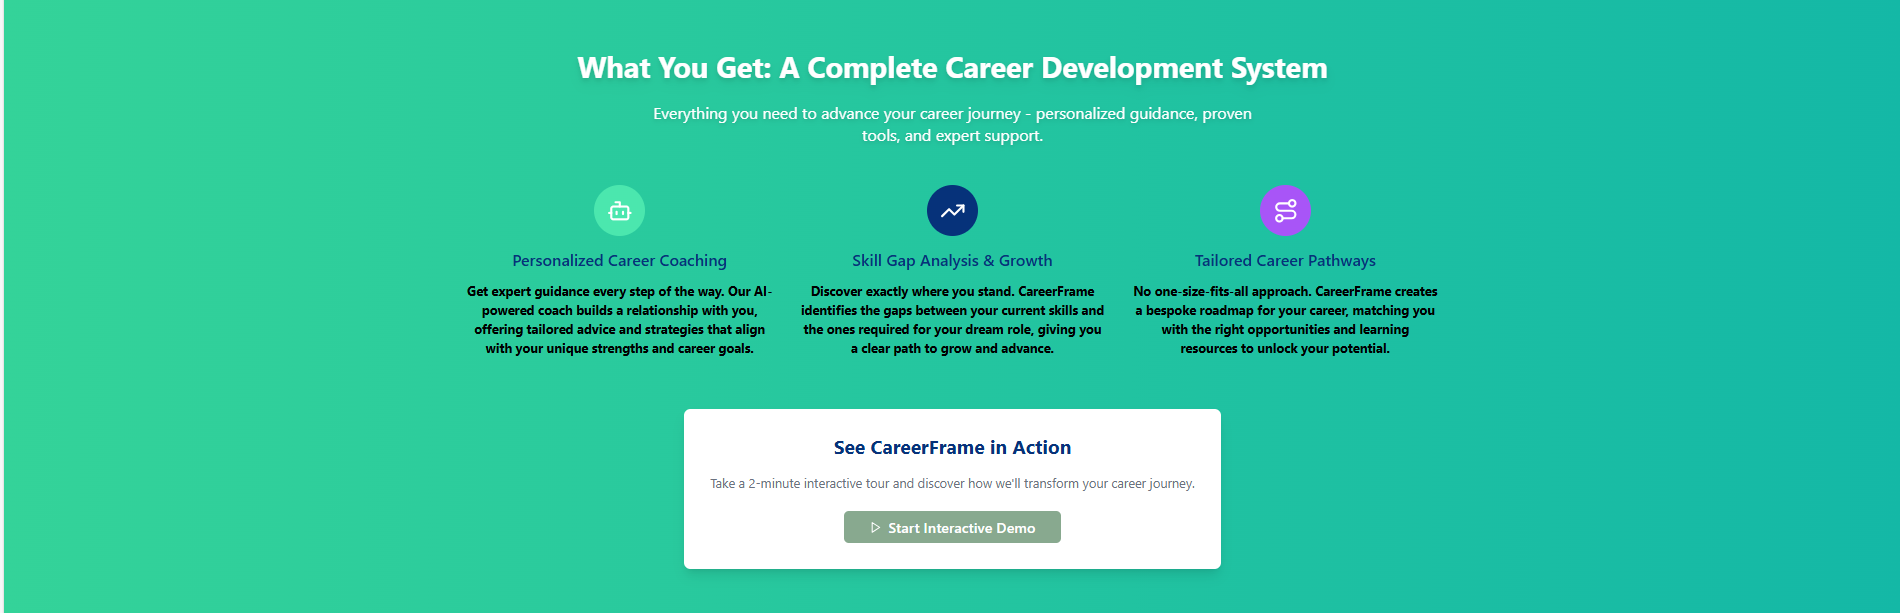 What You Get: A Complete Career Development System
Everything you need to advance your career journey - personalized guidance, proven
tools, and expert support.
Personalized Career Coaching
Get expert guidance every step of the way. Our AI-
powered coach builds a relationship with you,
offering tailored advice and strategies that align
with your unique strengths and career goals.
Skill Gap Analysis & Growth
Discover exactly where you stand. CareerFrame
identifies the gaps between your current skills and
the ones required for your dream role, giving you
a clear path to grow and advance.
Tailored Career Pathways
No one-size-fits-all approach. CareerFrame creates
a bespoke roadmap for your career, matching you
with the right opportunities and learning
resources to unlock your potential.
See CareerFrame in Action
Take a 2-minute interactive tour and discover how we'll transform your career journey.
Start Interactive Demo